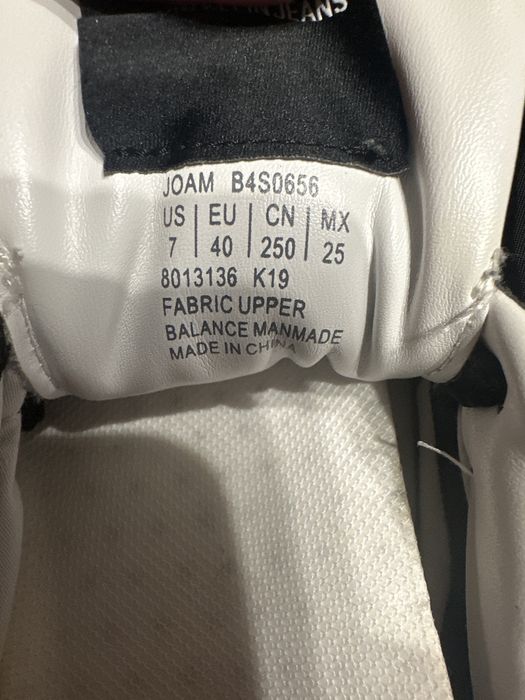 JEANS
JOAM B4S0656
US | EU | CN | MX
7 | 40 | 250 | 25
8013136 K19
FABRIC UPPER
BALANCE MANMADE
MADE IN CHINA